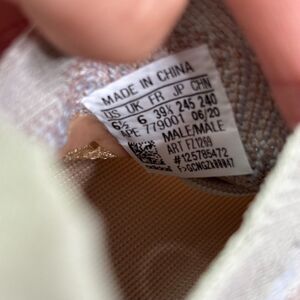 MADE IN CHINA
US UK FR JP CHN
6½ 6 39⅓ 245 240
APE 779001 06/20
MALE/MALE
ART FZ1269
#125785472